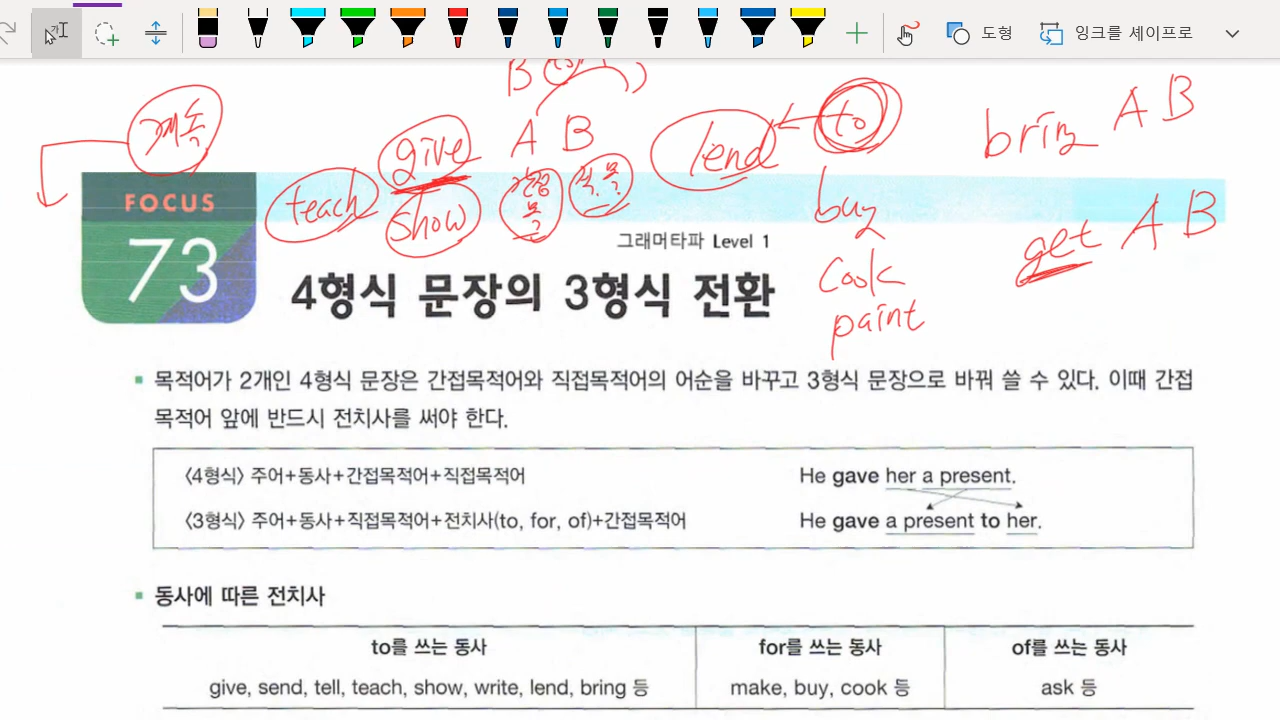 도형 잉크를 셰이프로
B
계속 give A B lend to bring A B
teach show 간접목 직.목. buy get A B
FOCUS
73
그래머타파 Level 1
4형식 문장의 3형식 전환
cook
paint
▪ 목적어가 2개인 4형식 문장은 간접목적어와 직접목적어의 어순을 바꾸고 3형식 문장으로 바꿔 쓸 수 있다. 이때 간접
목적어 앞에 반드시 전치사를 써야 한다.
〈4형식〉 주어+동사+간접목적어+직접목적어 He gave her a present.
〈3형식〉 주어+동사+직접목적어+전치사(to, for, of)+간접목적어 He gave a present to her.
▪ 동사에 따른 전치사
to를 쓰는 동사 for를 쓰는 동사 of를 쓰는 동사
give, send, tell, teach, show, write, lend, bring 등 make, buy, cook 등 ask 등